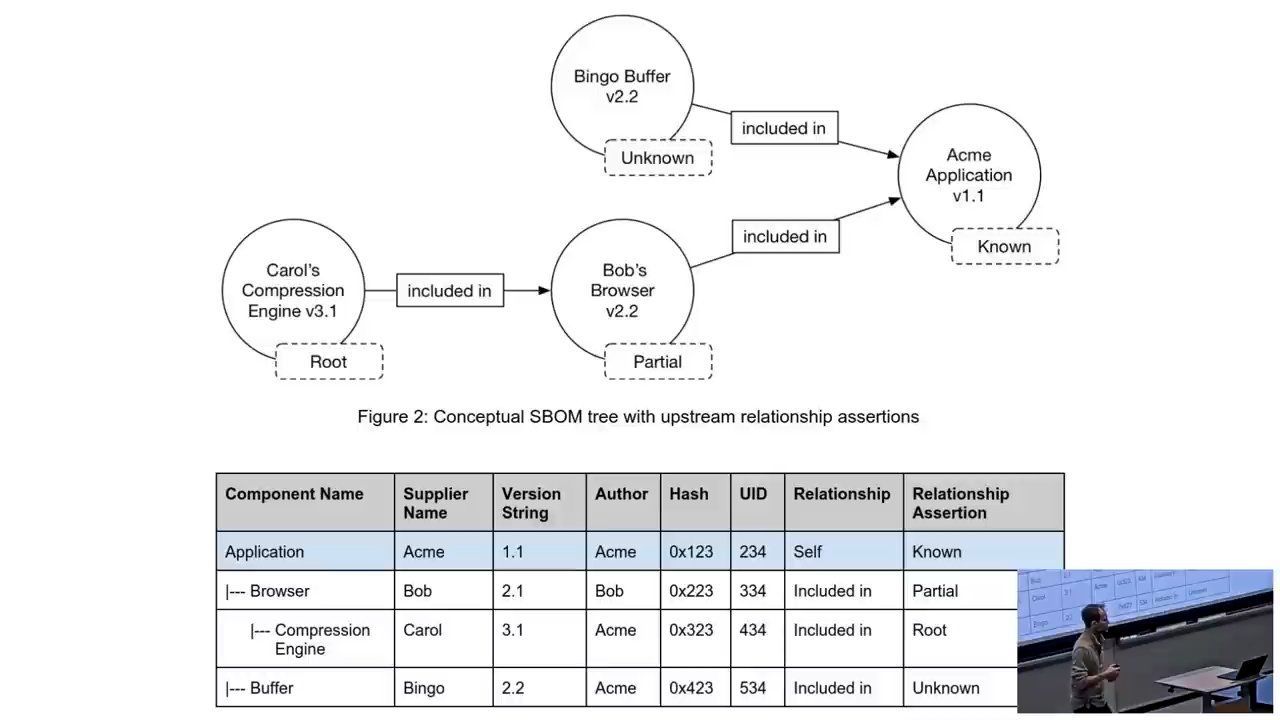 Bingo Buffer
v2.2
Unknown
included in
Acme
Application
v1.1
Known
included in
Carol's
Compression
Engine v3.1
Root
included in
Bob's
Browser
v2.2
Partial
Figure 2: Conceptual SBOM tree with upstream relationship assertions
Component Name Supplier Name Version String Author Hash UID Relationship Relationship Assertion
Application Acme 1.1 Acme 0x123 234 Self Known
|--- Browser Bob 2.1 Bob 0x223 334 Included in Partial
|--- Compression Engine Carol 3.1 Acme 0x323 434 Included in Root
|--- Buffer Bingo 2.2 Acme 0x423 534 Included in Unknown